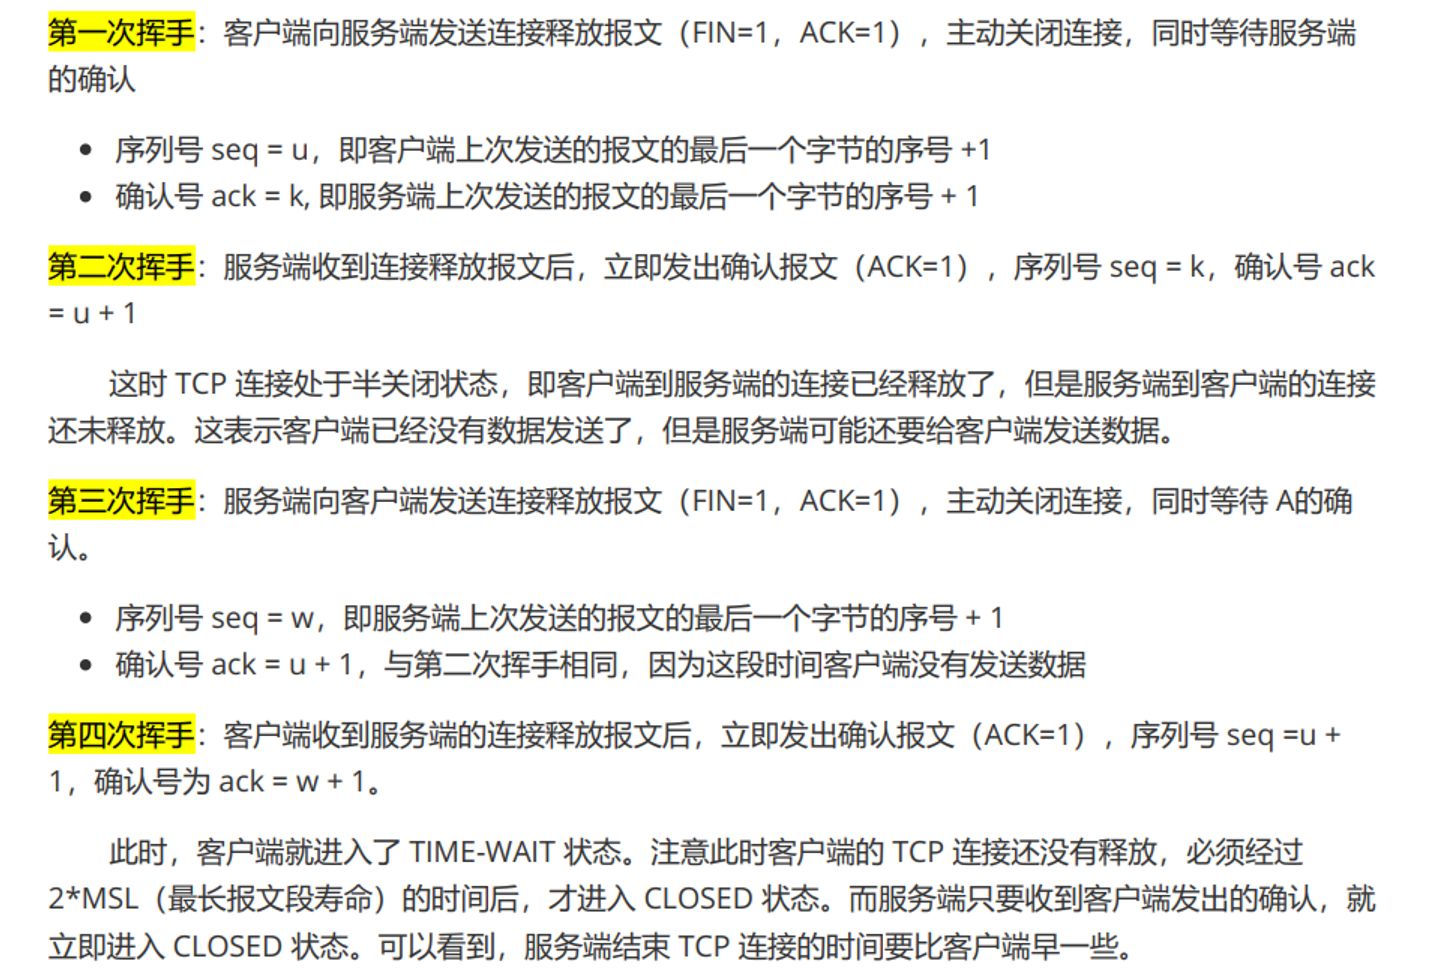 第一次挥手：客户端向服务端发送连接释放报文（FIN=1，ACK=1），主动关闭连接，同时等待服务端
的确认
• 序列号 seq = u，即客户端上次发送的报文的最后一个字节的序号 +1
• 确认号 ack = k, 即服务端上次发送的报文的最后一个字节的序号 + 1
第二次挥手：服务端收到连接释放报文后，立即发出确认报文（ACK=1），序列号 seq = k，确认号 ack
= u + 1
这时 TCP 连接处于半关闭状态，即客户端到服务端的连接已经释放了，但是服务端到客户端的连接
还未释放。这表示客户端已经没有数据发送了，但是服务端可能还要给客户端发送数据。
第三次挥手：服务端向客户端发送连接释放报文（FIN=1，ACK=1），主动关闭连接，同时等待 A的确
认。
• 序列号 seq = w，即服务端上次发送的报文的最后一个字节的序号 + 1
• 确认号 ack = u + 1，与第二次挥手相同，因为这段时间客户端没有发送数据
第四次挥手：客户端收到服务端的连接释放报文后，立即发出确认报文（ACK=1），序列号 seq =u +
1，确认号为 ack = w + 1。
此时，客户端就进入了 TIME-WAIT 状态。注意此时客户端的 TCP 连接还没有释放，必须经过
2*MSL（最长报文段寿命）的时间后，才进入 CLOSED 状态。而服务端只要收到客户端发出的确认，就
立即进入 CLOSED 状态。可以看到，服务端结束 TCP 连接的时间要比客户端早一些。